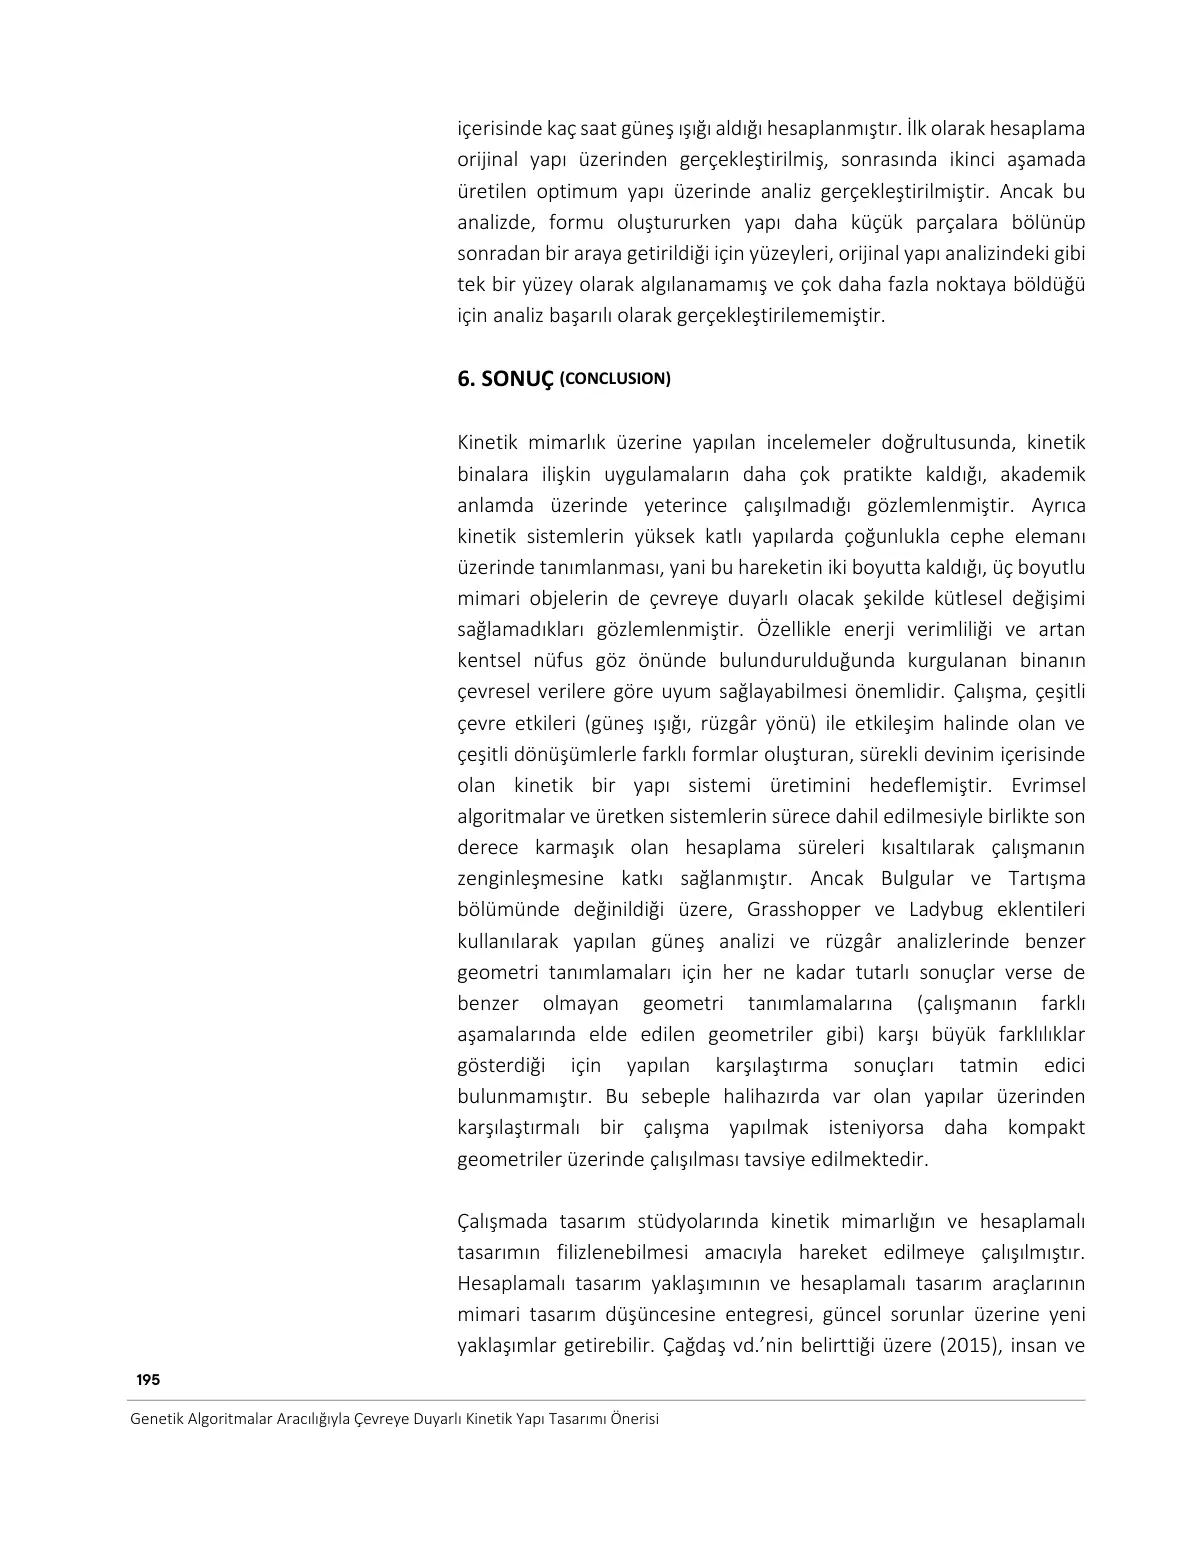 içerisinde kaç saat güneş ışığı aldığı hesaplanmıştır. İlk olarak hesaplama
orijinal yapı üzerinden gerçekleştirilmiş, sonrasında ikinci aşamada
üretilen optimum yapı üzerinde analiz gerçekleştirilmiştir. Ancak bu
analizde, formu oluştururken yapı daha küçük parçalara bölünüp
sonradan bir araya getirildiği için yüzeyleri, orijinal yapı analizindeki gibi
tek bir yüzey olarak algılanamamış ve çok daha fazla noktaya böldüğü
için analiz başarılı olarak gerçekleştirilememiştir.
6. SONUÇ (CONCLUSION)
Kinetik mimarlık üzerine yapılan incelemeler doğrultusunda, kinetik
binalara ilişkin uygulamaların daha çok pratikte kaldığı, akademik
anlamda üzerinde yeterince çalışılmadığı gözlemlenmiştir. Ayrıca
kinetik sistemlerin yüksek katlı yapılarda çoğunlukla cephe elemanı
üzerinde tanımlanması, yani bu hareketin iki boyutta kaldığı, üç boyutlu
mimari objelerin de çevreye duyarlı olacak şekilde kütlesel değişimi
sağlamadıkları gözlemlenmiştir. Özellikle enerji verimliliği ve artan
kentsel nüfus göz önünde bulundurulduğunda kurgulanan binanın
çevresel verilere göre uyum sağlayabilmesi önemlidir. Çalışma, çeşitli
çevre etkileri (güneş ışığı, rüzgâr yönü) ile etkileşim halinde olan ve
çeşitli dönüşümlerle farklı formlar oluşturan, sürekli devinim içerisinde
olan kinetik bir yapı sistemi üretimini hedeflemiştir. Evrimsel
algoritmalar ve üretken sistemlerin sürece dahil edilmesiyle birlikte son
derece karmaşık olan hesaplama süreleri kısaltılarak çalışmanın
zenginleşmesine katkı sağlanmıştır. Ancak Bulgular ve Tartışma
bölümünde değinildiği üzere, Grasshopper ve Ladybug eklentileri
kullanılarak yapılan güneş analizi ve rüzgâr analizlerinde benzer
geometri tanımlamaları için her ne kadar tutarlı sonuçlar verse de
benzer olmayan geometri tanımlamalarına (çalışmanın farklı
aşamalarında elde edilen geometriler gibi) karşı büyük farklılıklar
gösterdiği için yapılan karşılaştırma sonuçları tatmin edici
bulunmamıştır. Bu sebeple halihazırda var olan yapılar üzerinden
karşılaştırmalı bir çalışma yapılmak isteniyorsa daha kompakt
geometriler üzerinde çalışılması tavsiye edilmektedir.
Çalışmada tasarım stüdyolarında kinetik mimarlığın ve hesaplamalı
tasarımın filizlenebilmesi amacıyla hareket edilmeye çalışılmıştır.
Hesaplamalı tasarım yaklaşımının ve hesaplamalı tasarım araçlarının
mimari tasarım düşüncesine entegresi, güncel sorunlar üzerine yeni
yaklaşımlar getirebilir. Çağdaş vd.’nin belirttiği üzere (2015), insan ve
195
Genetik Algoritmalar Aracılığıyla Çevreye Duyarlı Kinetik Yapı Tasarımı Önerisi